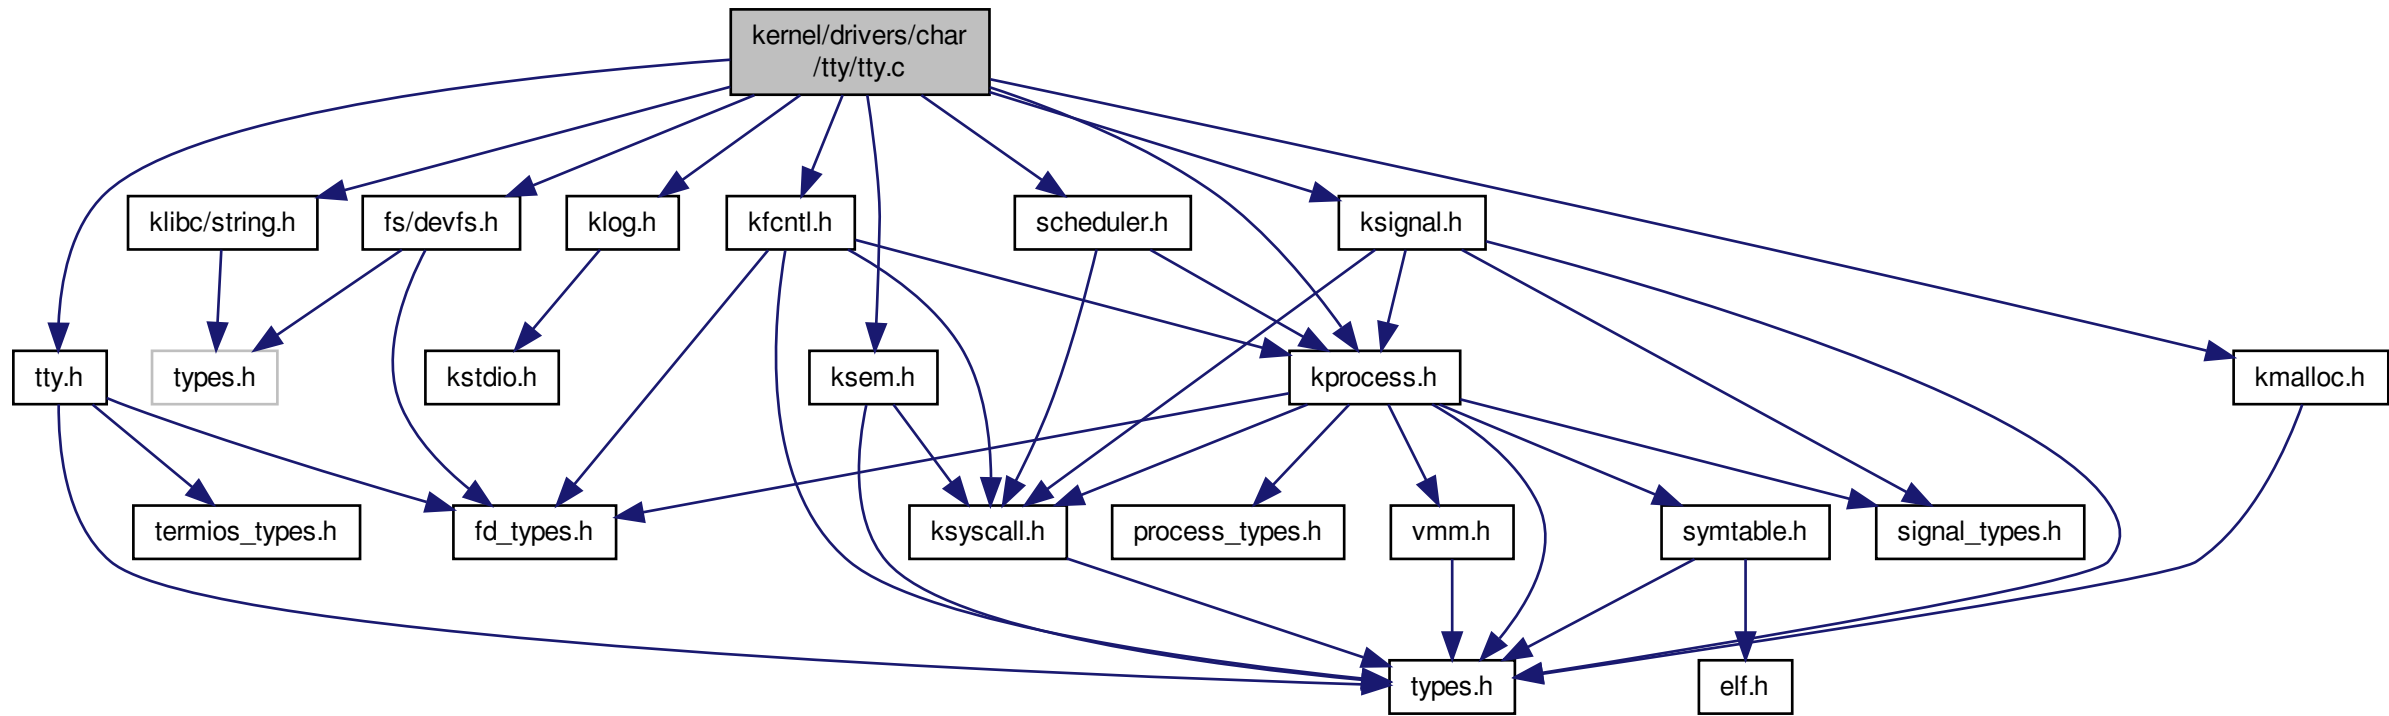 kernel/drivers/char
/tty/tty.c
klibc/string.h
fs/devfs.h
klog.h
kfcntl.h
scheduler.h
ksignal.h
tty.h
types.h
kstdio.h
ksem.h
kprocess.h
kmalloc.h
termios_types.h
fd_types.h
ksyscall.h
process_types.h
vmm.h
symtable.h
signal_types.h
types.h
elf.h